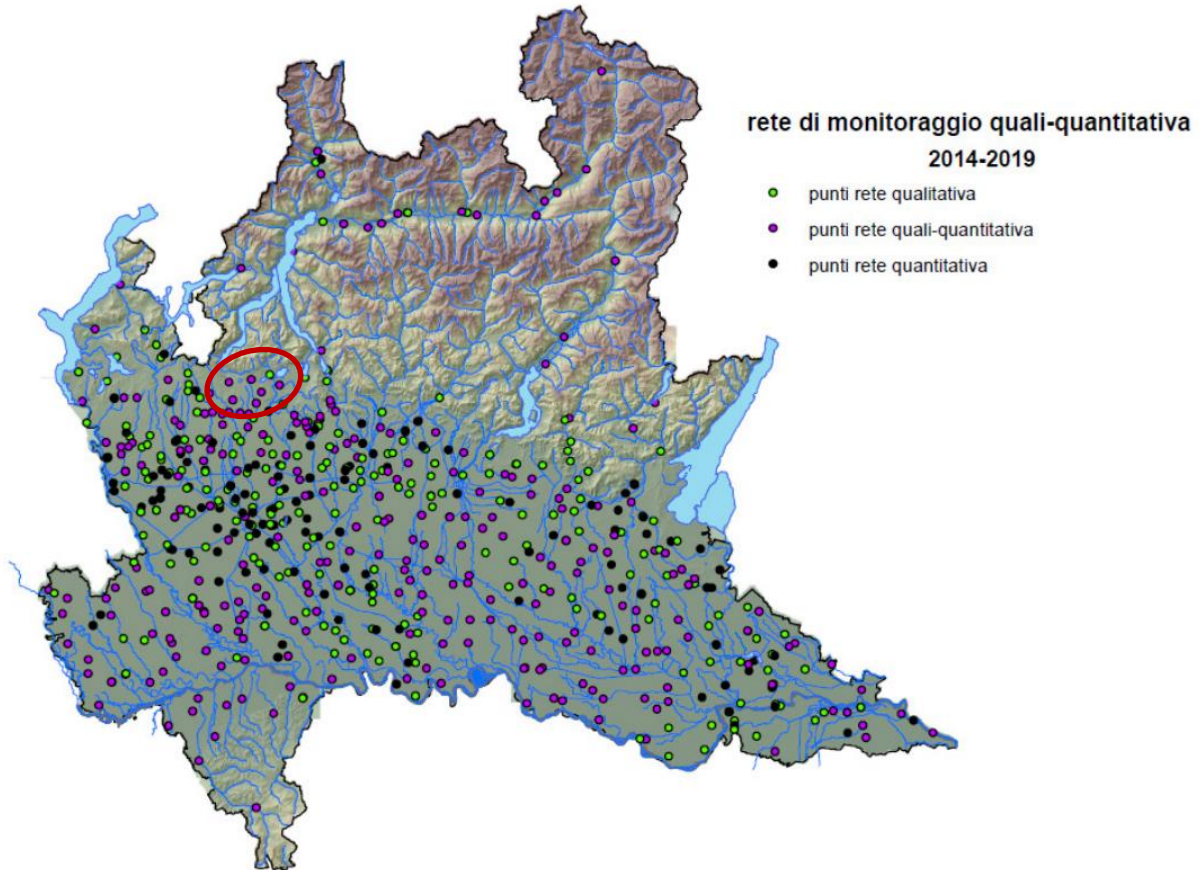 rete di monitoraggio quali-quantitativa
2014-2019
punti rete qualitativa
punti rete quali-quantitativa
punti rete quantitativa